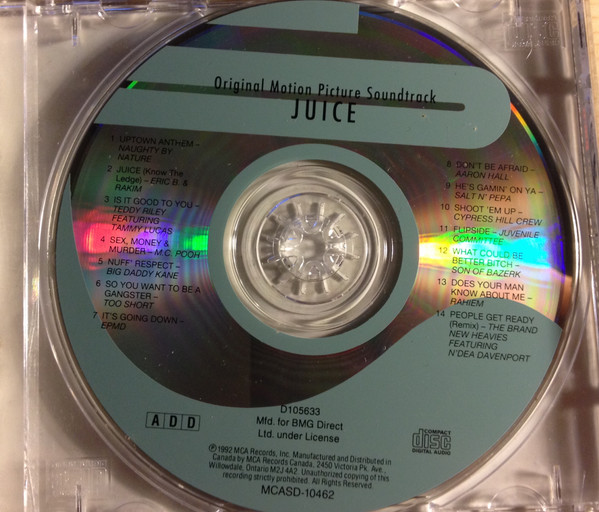 Original Motion Picture Soundtrack
JUICE
1 UPTOWN ANTHEM –
NAUGHTY BY
NATURE
2 JUICE (Know The
Ledge) – ERIC B. &
RAKIM
3 IS IT GOOD TO YOU –
TEDDY RILEY
FEATURING
TAMMY LUCAS
4 SEX, MONEY &
MURDER – M.C. POOR
5 NUFF' RESPECT –
BIG DADDY KANE
6 SO YOU WANT TO BE A
GANGSTER –
TOO SHORT
7 IT'S GOING DOWN –
EPMD
8 DON'T BE AFRAID –
AARON HALL
9 HE'S GAMIN' ON YA –
SALT N' PEPA
10 SHOOT 'EM UP –
CYPRESS HILL CREW
11 FLIPSIDE – JUVENILE
COMMITTEE
12 WHAT COULD BE
BETTER BITCH –
SON OF BAZERK
13 DOES YOUR MAN
KNOW ABOUT ME –
RAHIEM
14 PEOPLE GET READY
(Remix) – THE BRAND
NEW HEAVIES
FEATURING
N'DEA DAVENPORT
D105633
Mfd. for BMG Direct
Ltd. under License
ADD
COMPACT
disc
DIGITAL AUDIO
℗1992 MCA Records, Inc. Manufactured and Distributed in
Canada by MCA Records Canada, 2450 Victoria Pk. Ave.,
Willowdale, Ontario M2J 4A2. Unauthorized copying of this
recording strictly prohibited. All Rights Reserved.
MCASD-10462